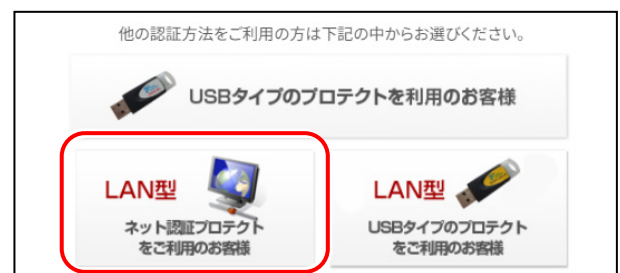 他の認証方法をご利用の方は下記の中からお選びください。
USBタイプのプロテクトを利用のお客様
LAN型
ネット認証プロテクト
をご利用のお客様
LAN型
USBタイプのプロテクト
をご利用のお客様